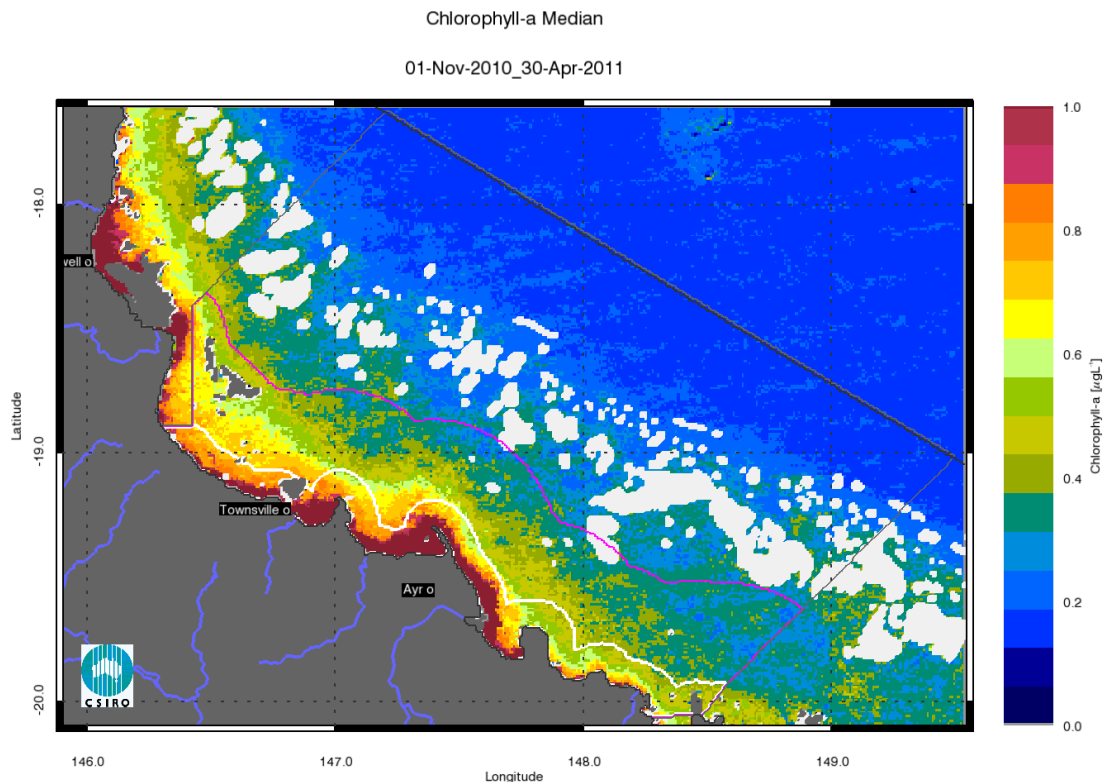 Chlorophyll-a Median
01-Nov-2010_30-Apr-2011
1.0
0.8
0.6
0.4
0.2
0.0
Chlorophyll-a [µgL⁻¹]
-18.0
-19.0
-20.0
Latitude
well o
Townsville o
Ayr o
CSIRO
146.0 147.0 148.0 149.0
Longitude